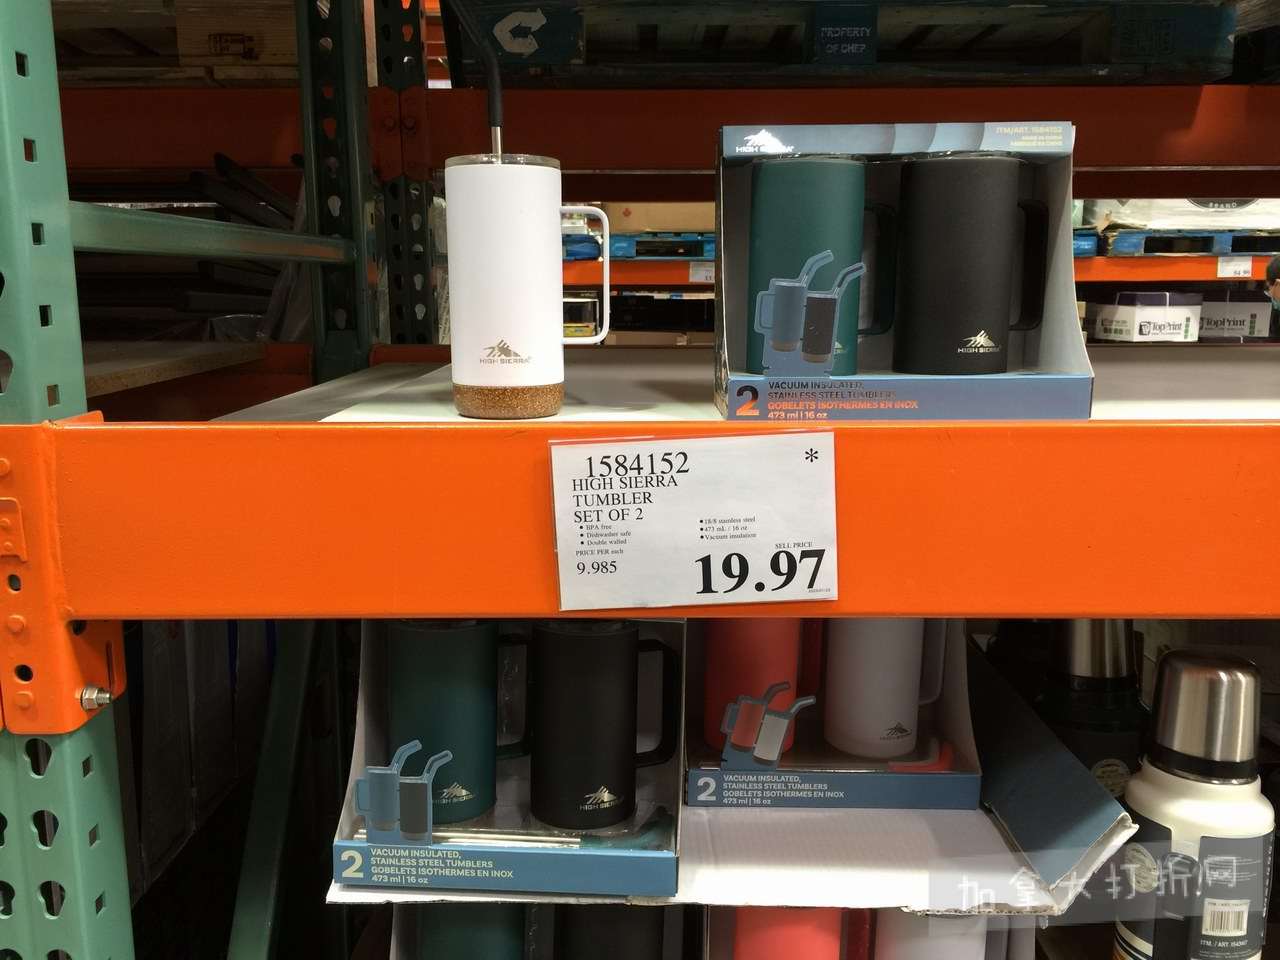 PROPERTY
OF CHEP
HIGH SIERRA
ITM/ART. 1584152
BRAND
TopPrint
TopPrint
HIGH SIERRA
HIGH SIERRA
2
VACUUM INSULATED,
STAINLESS STEEL TUMBLERS
GOBELETS ISOTHERMES EN INOX
473 ml | 16 oz
1584152 *
HIGH SIERRA
TUMBLER
SET OF 2
• BPA free
• Dishwasher safe
• Double walled
• 18/8 stainless steel
• 473 mL / 16 oz
• Vacuum insulation
PRICE PER each
9.985
SELL PRICE
19.97
HIGH SIERRA
2
VACUUM INSULATED,
STAINLESS STEEL TUMBLERS
GOBELETS ISOTHERMES EN INOX
473 ml | 16 oz
HIGH SIERRA
HIGH SIERRA
2
VACUUM INSULATED,
STAINLESS STEEL TUMBLERS
GOBELETS ISOTHERMES EN INOX
473 ml | 16 oz
加拿大打折网